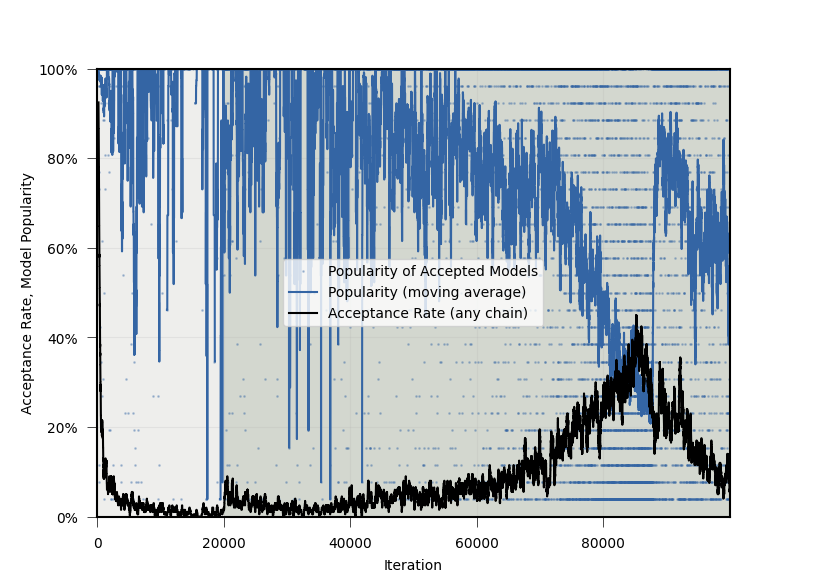 100%
80%
60%
40%
20%
0%
Acceptance Rate, Model Popularity
Popularity of Accepted Models
Popularity (moving average)
Acceptance Rate (any chain)
0 20000 40000 60000 80000
Iteration